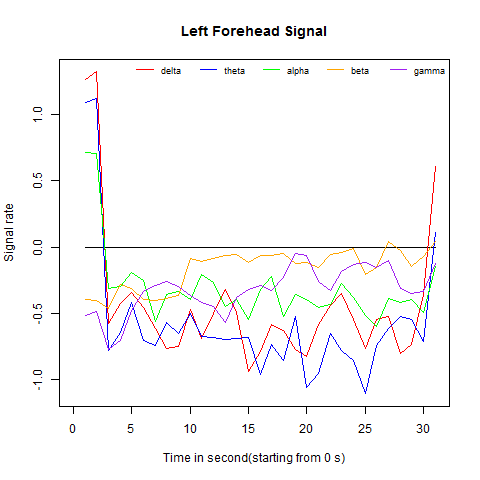 Left Forehead Signal
delta theta alpha beta gamma
1.0
0.5
0.0
-0.5
-1.0
Signal rate
0 5 10 15 20 25 30
Time in second(starting from 0 s)